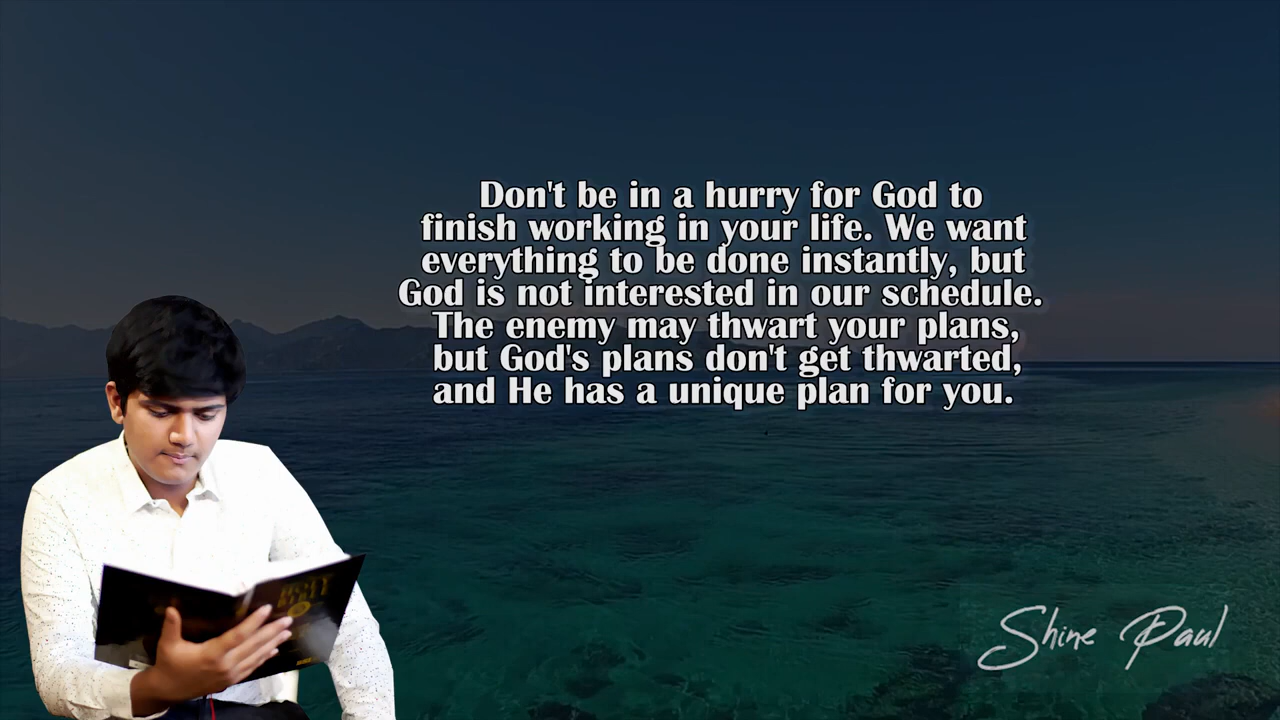 Don't be in a hurry for God to
finish working in your life. We want
everything to be done instantly, but
God is not interested in our schedule.
The enemy may thwart your plans,
but God's plans don't get thwarted,
and He has a unique plan for you.
HOLY
BIBLE
Shine Paul